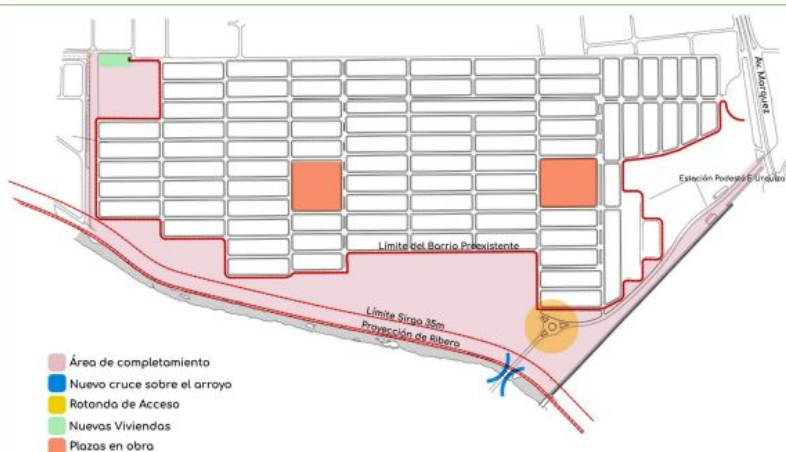 Av. Marquez
Estación Podestá F. Urquiza
Límite del Barrio Preexistente
Límite Sirga 35m
Proyección de Ribera
Área de completamiento
Nuevo cruce sobre el arroyo
Rotonda de Acceso
Nuevas Viviendas
Plazas en obra